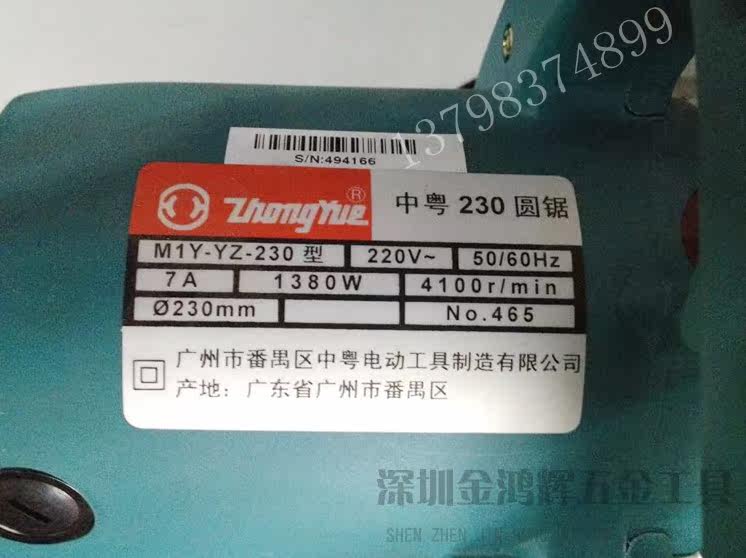 13798374899
S/N:494166
ZhongYue ® 中粤 230 圆锯
M1Y-YZ-230 型 220V~ 50/60Hz
7A 1380W 4100r/min
Ø230mm No.465
广州市番禺区中粤电动工具制造有限公司
产地: 广东省广州市番禺区
深圳金鸿辉五金工具
SHEN ZHEN JIN